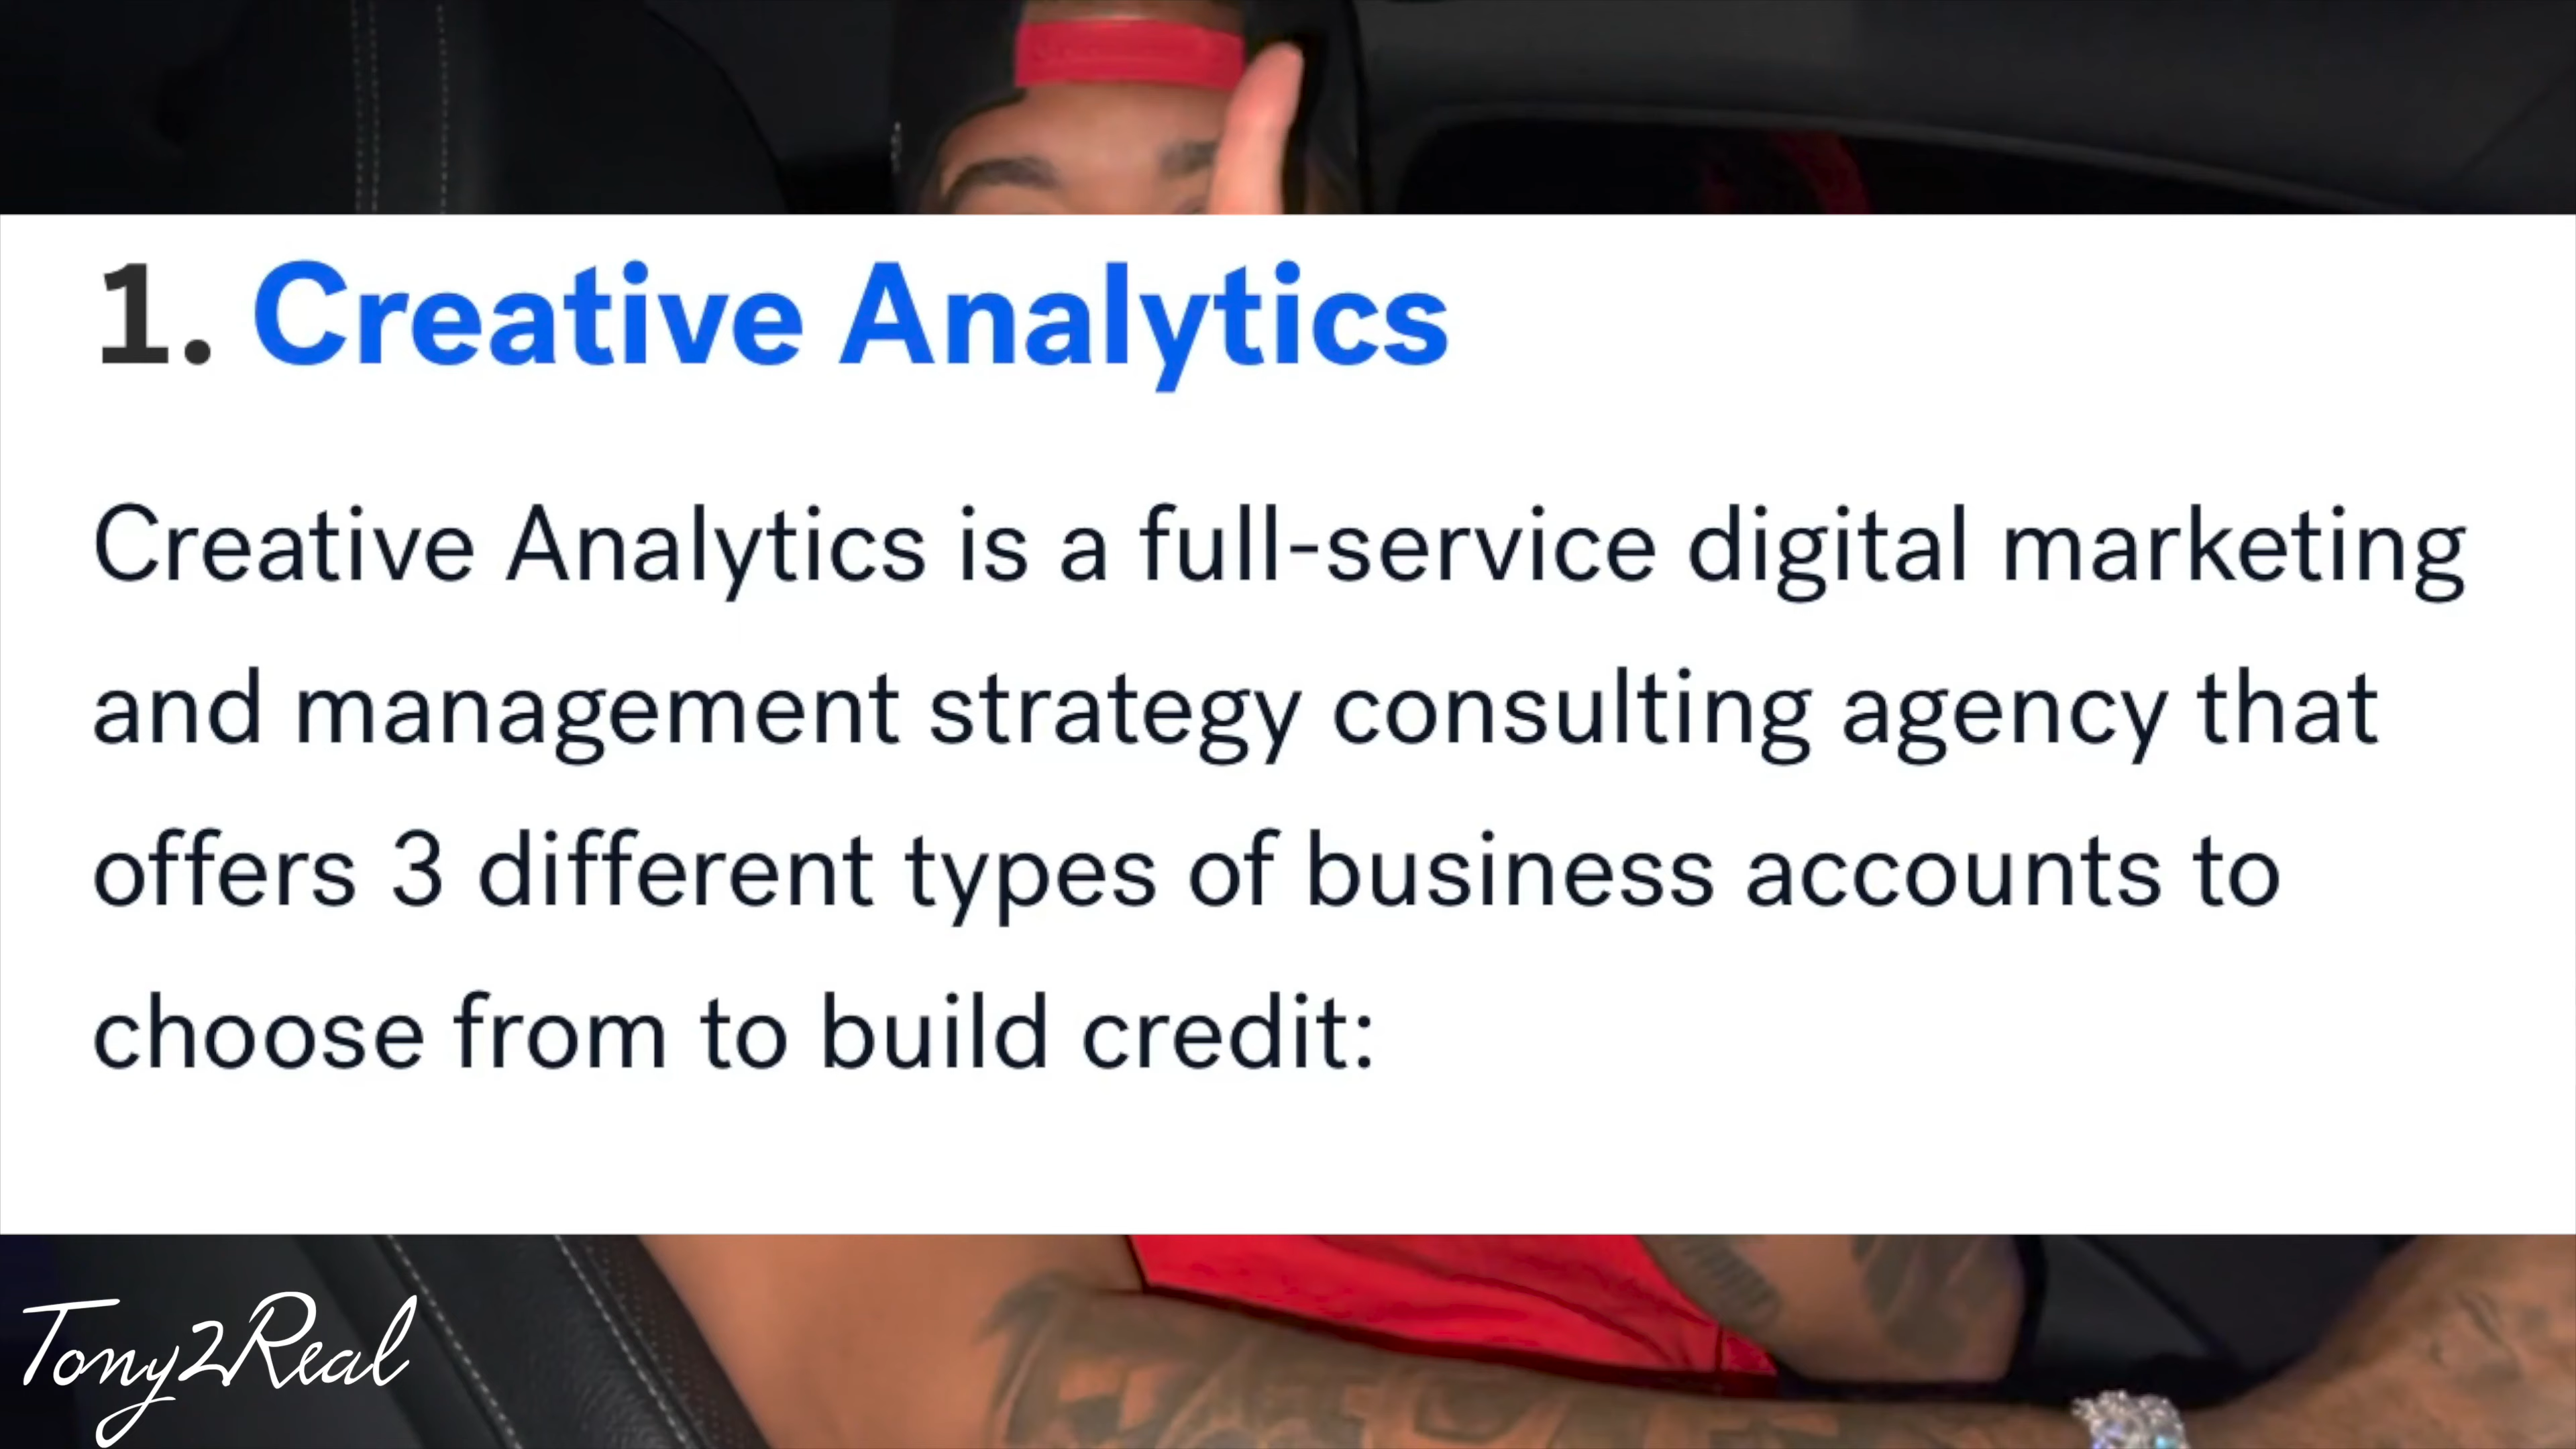 1. Creative Analytics
Creative Analytics is a full-service digital marketing
and management strategy consulting agency that
offers 3 different types of business accounts to
choose from to build credit:
Tony2Real